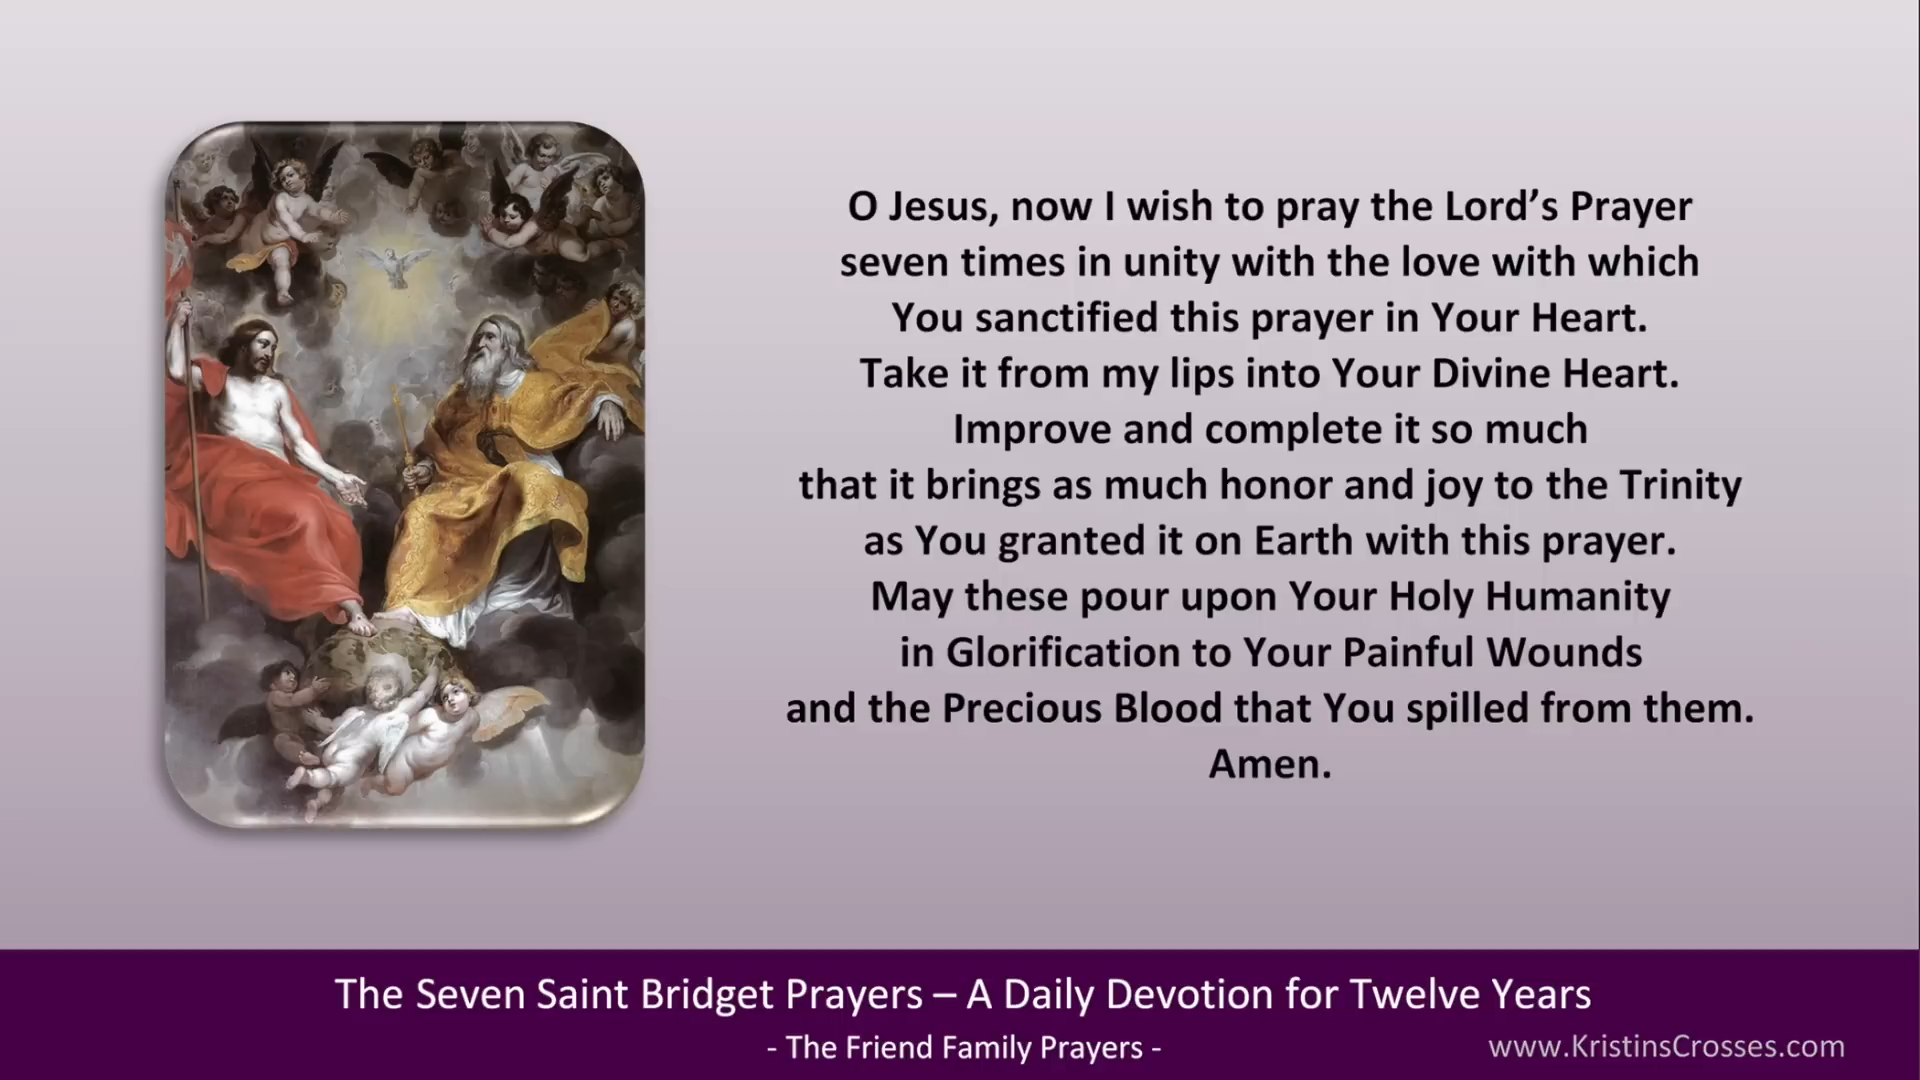 O Jesus, now I wish to pray the Lord’s Prayer
seven times in unity with the love with which
You sanctified this prayer in Your Heart.
Take it from my lips into Your Divine Heart.
Improve and complete it so much
that it brings as much honor and joy to the Trinity
as You granted it on Earth with this prayer.
May these pour upon Your Holy Humanity
in Glorification to Your Painful Wounds
and the Precious Blood that You spilled from them.
Amen.
The Seven Saint Bridget Prayers – A Daily Devotion for Twelve Years
- The Friend Family Prayers -
www.KristinsCrosses.com